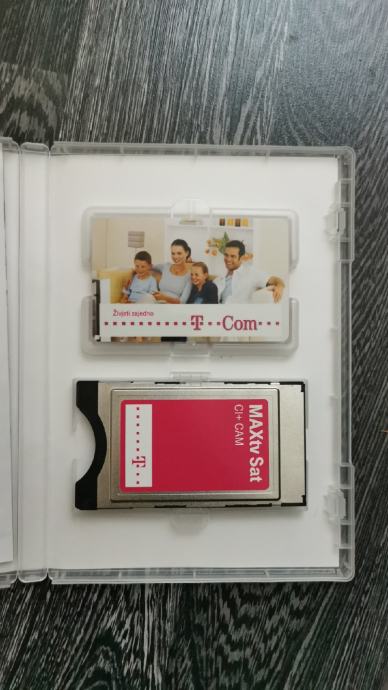 Živjeti zajedno
T Com
MAXtv Sat
CI+ CAM
T